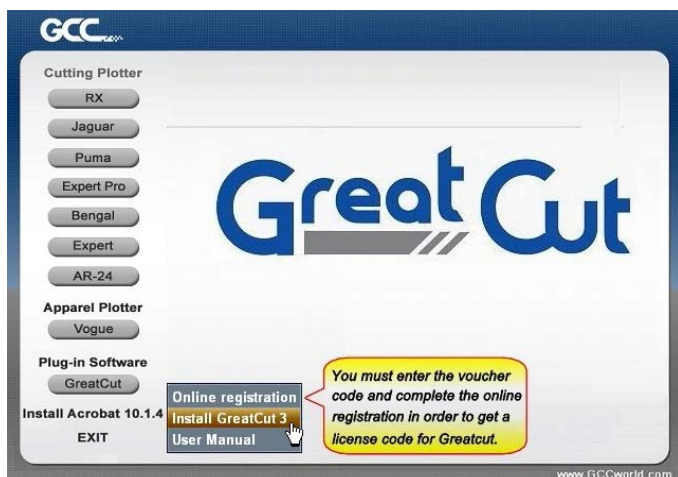 GCC
Cutting Plotter
RX
Jaguar
Puma
Expert Pro
Bengal
Expert
AR-24
Apparel Plotter
Vogue
Plug-in Software
GreatCut
Install Acrobat 10.1.4
EXIT
Great Cut
Online registration
Install GreatCut 3
User Manual
You must enter the voucher
code and complete the online
registration in order to get a
license code for Greatcut.
www.GCCworld.com